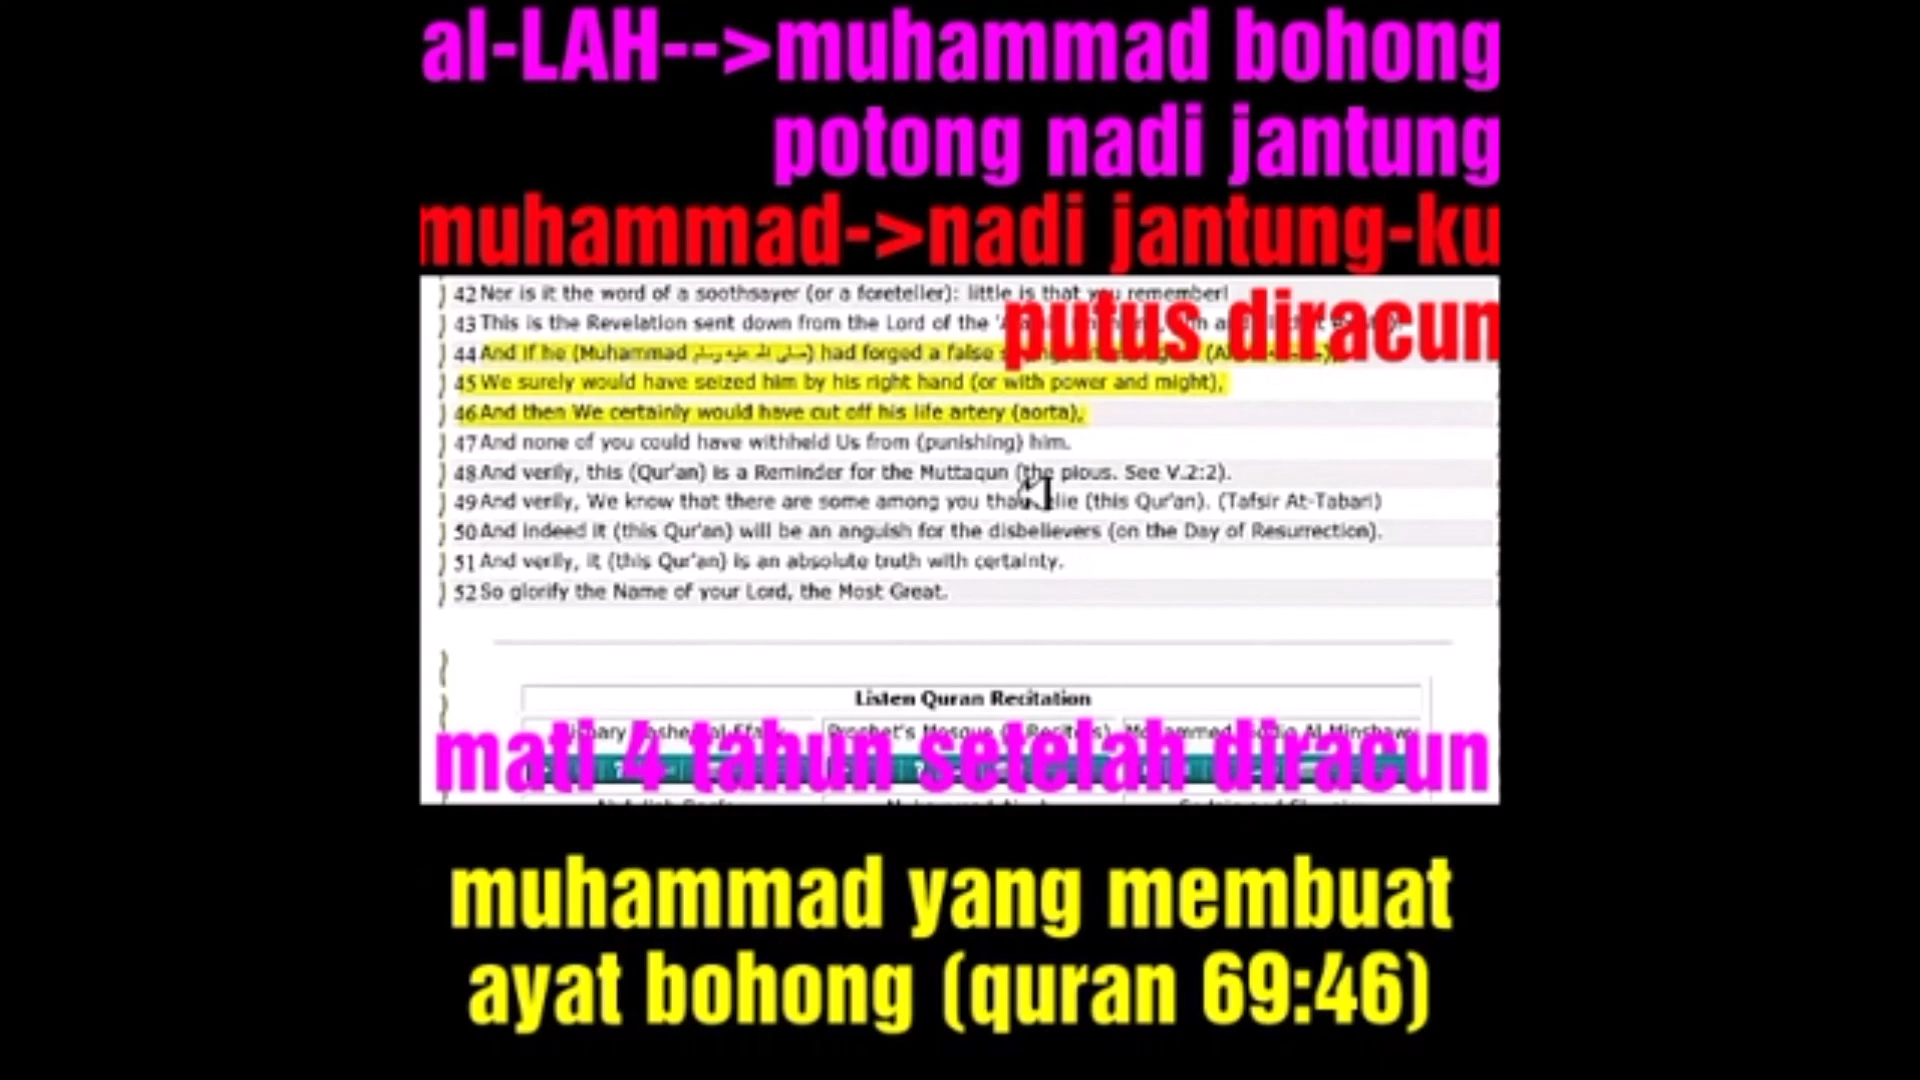 al-LAH-->muhammad bohong
potong nadi jantung
muhammad->nadi jantung-ku
putus diracun
42 Nor is it the word of a soothsayer (or a foreteller): little is that you remember!
43 This is the Revelation sent down from the Lord of the
44 And if he (Muhammad صلى الله عليه وسلم) had forged a false
45 We surely would have seized him by his right hand (or with power and might),
46 And then We certainly would have cut off his life artery (aorta),
47 And none of you could have withheld Us from (punishing) him.
48 And verily, this (Qur'an) is a Reminder for the Muttaqun (the pious. See V.2:2).
49 And verily, We know that there are some among you (this Qur'an). (Tafsir At-Tabari)
50 And indeed it (this Qur'an) will be an anguish for the disbelievers (on the Day of Resurrection).
51 And verily, it (this Qur'an) is an absolute truth with certainty.
52 So glorify the Name of your Lord, the Most Great.
Listen Quran Recitation
Prophet's Mosque
mati 4 tahun setelah diracun
muhammad yang membuat
ayat bohong (quran 69:46)